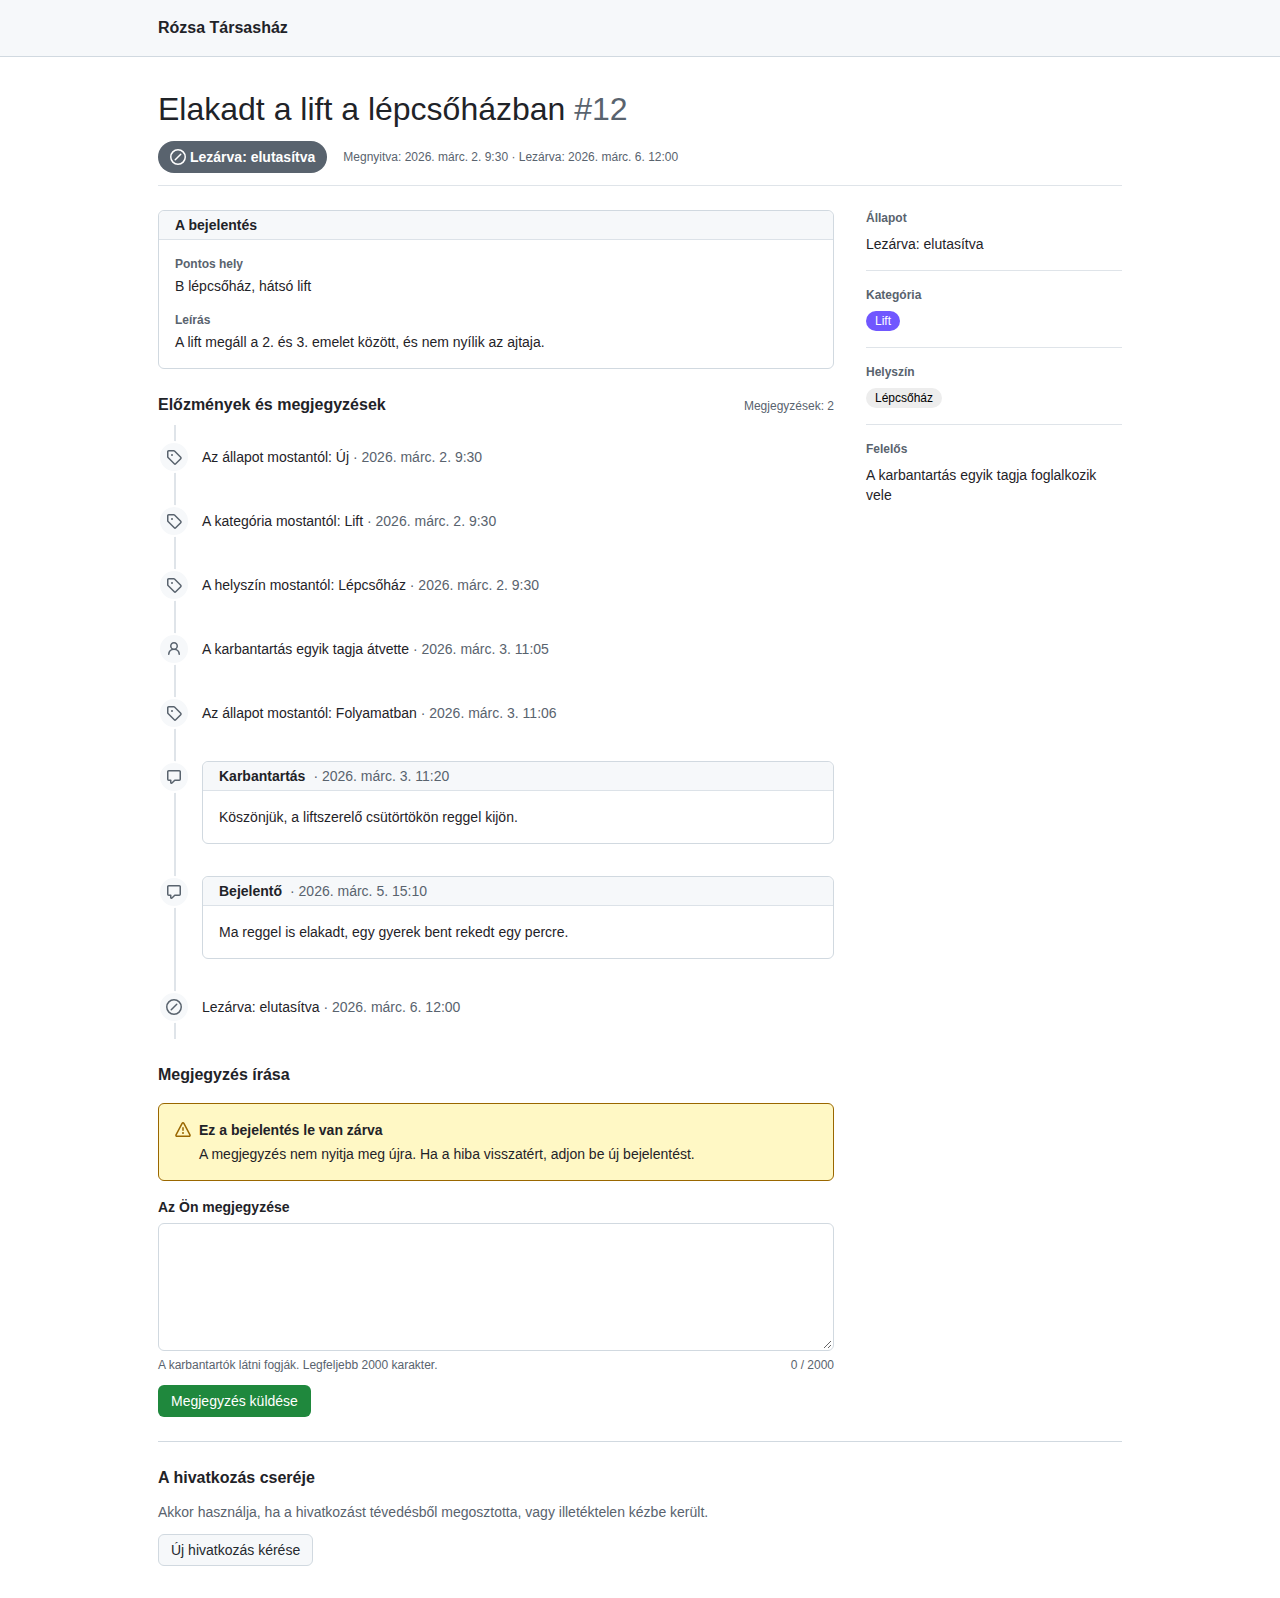 Rózsa Társasház
Elakadt a lift a lépcsőházban #12
Lezárva: elutasítva
Megnyitva: 2026. márc. 2. 9:30 · Lezárva: 2026. márc. 6. 12:00
A bejelentés
Pontos hely
B lépcsőház, hátsó lift
Leírás
A lift megáll a 2. és 3. emelet között, és nem nyílik az ajtaja.
Állapot
Lezárva: elutasítva
Kategória
Lift
Helyszín
Lépcsőház
Felelős
A karbantartás egyik tagja foglalkozik
vele
Előzmények és megjegyzések
Megjegyzések: 2
Az állapot mostantól: Új · 2026. márc. 2. 9:30
A kategória mostantól: Lift · 2026. márc. 2. 9:30
A helyszín mostantól: Lépcsőház · 2026. márc. 2. 9:30
A karbantartás egyik tagja átvette · 2026. márc. 3. 11:05
Az állapot mostantól: Folyamatban · 2026. márc. 3. 11:06
Karbantartás · 2026. márc. 3. 11:20
Köszönjük, a liftszerelő csütörtökön reggel kijön.
Bejelentő · 2026. márc. 5. 15:10
Ma reggel is elakadt, egy gyerek bent rekedt egy percre.
Lezárva: elutasítva · 2026. márc. 6. 12:00
Megjegyzés írása
Ez a bejelentés le van zárva
A megjegyzés nem nyitja meg újra. Ha a hiba visszatért, adjon be új bejelentést.
Az Ön megjegyzése
A karbantartók látni fogják. Legfeljebb 2000 karakter.
0 / 2000
Megjegyzés küldése
A hivatkozás cseréje
Akkor használja, ha a hivatkozást tévedésből megosztotta, vagy illetéktelen kézbe került.
Új hivatkozás kérése